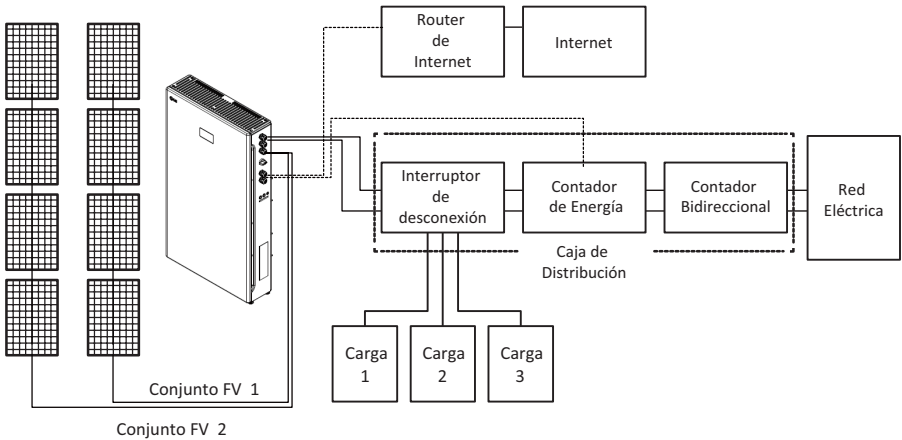 Router
de
Internet
Internet
Interruptor
de
desconexión
Contador
de Energía
Contador
Bidireccional
Red
Eléctrica
Caja de
Distribución
Carga
1
Carga
2
Carga
3
Conjunto FV 1
Conjunto FV 2